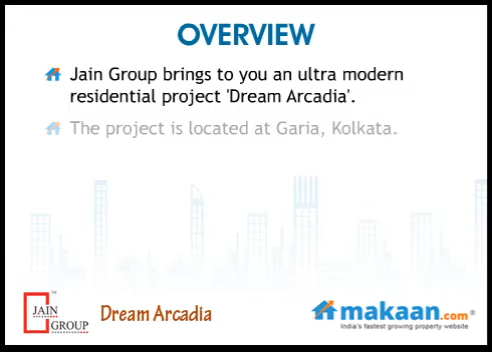 OVERVIEW
Jain Group brings to you an ultra modern
residential project 'Dream Arcadia'.
The project is located at Garia, Kolkata.
JAIN
GROUP
™
Dream Arcadia
makaan.com®
India's fastest growing property website